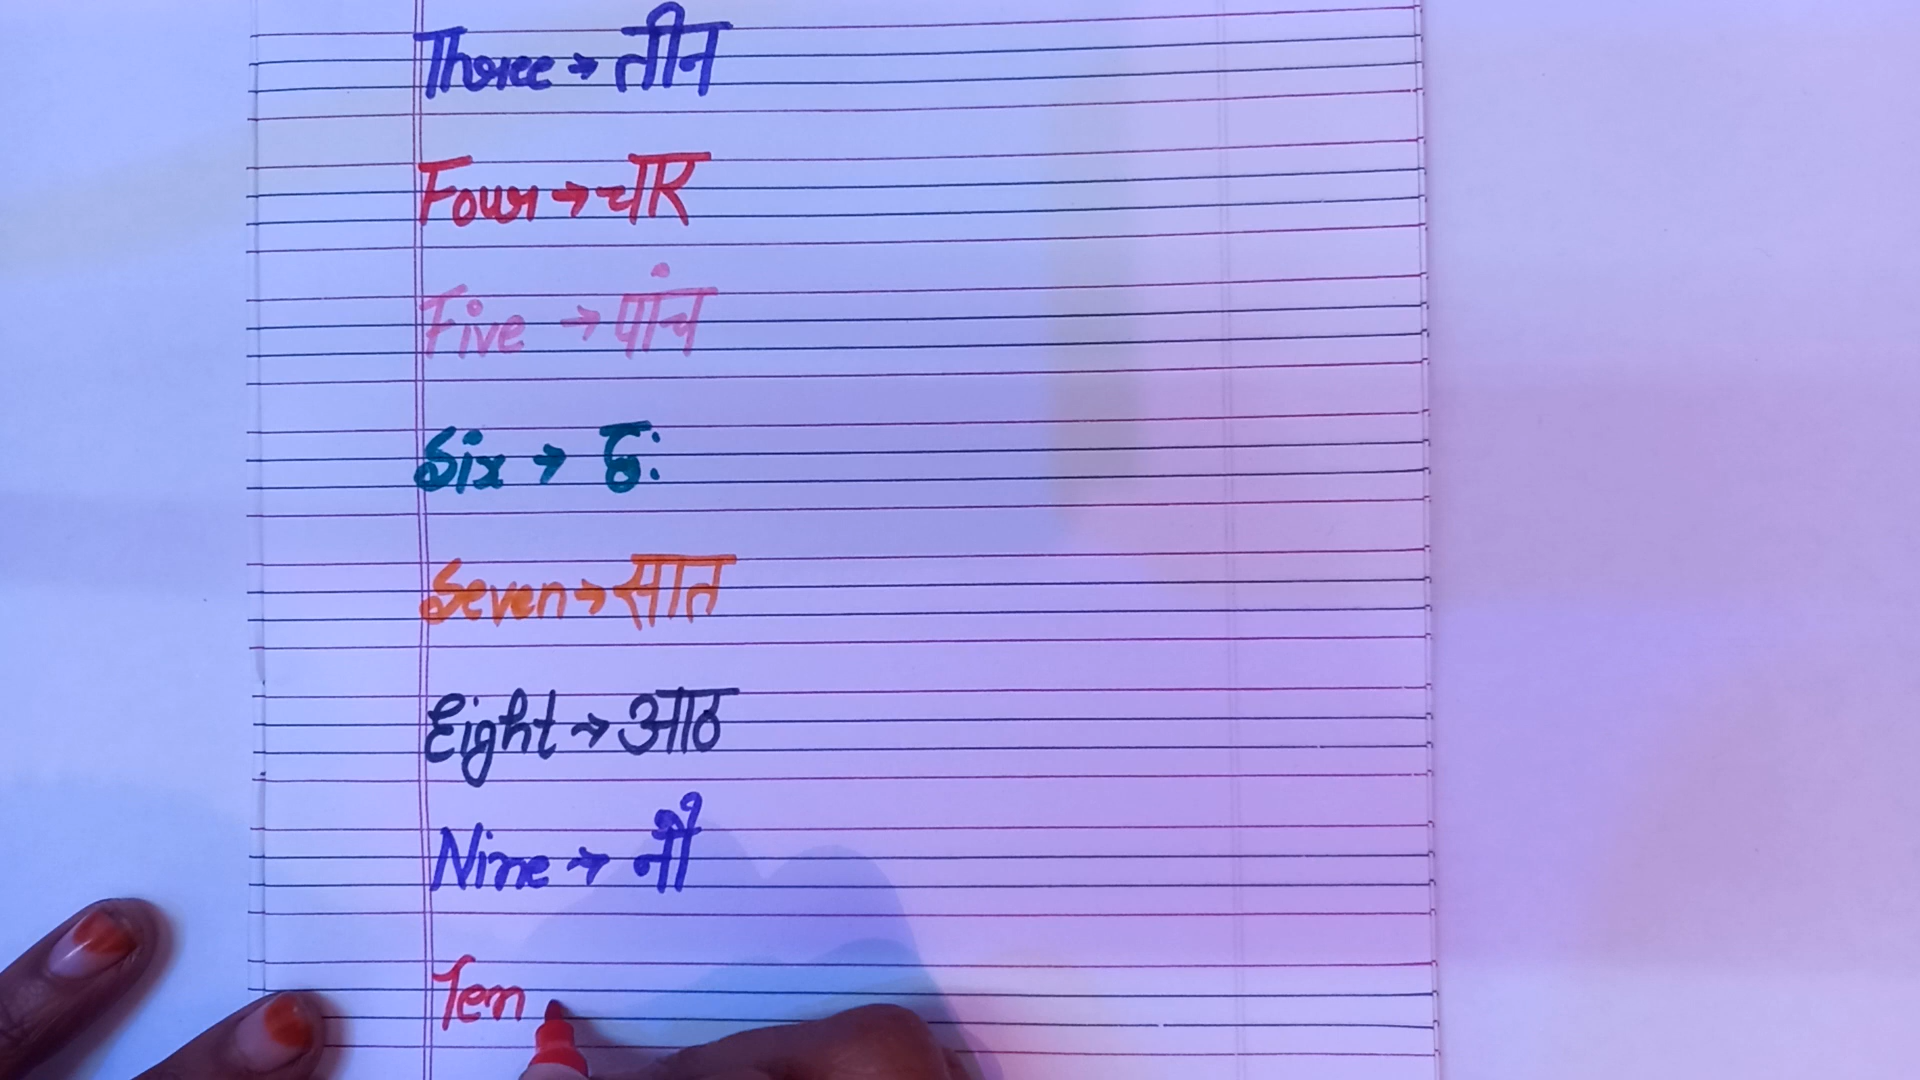 Three → तीन
Four → चार
Five → पांच
Six → छ:
Seven → सात
Eight → आठ
Nine → नौ
Ten